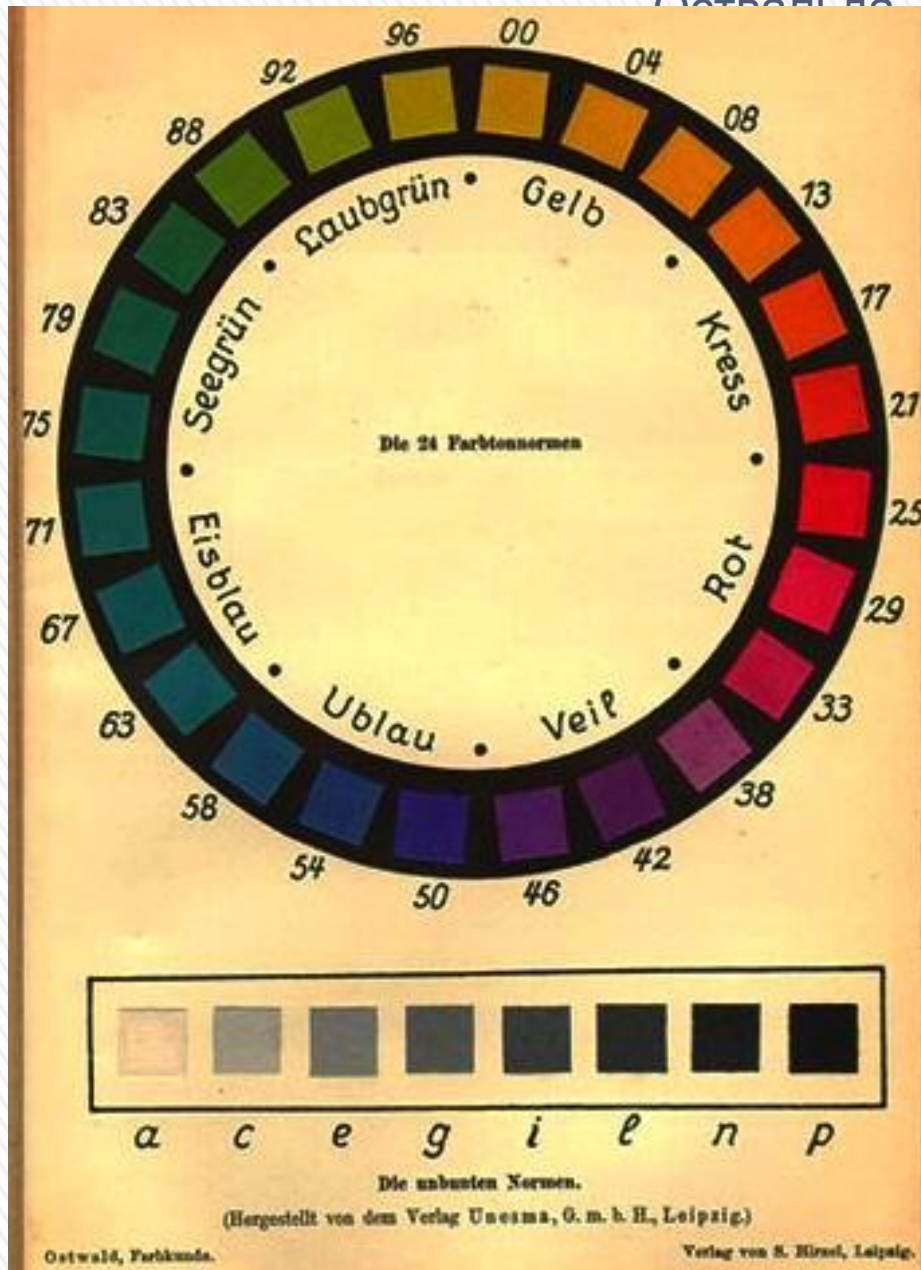 00
04
08
13
17
21
25
29
33
38
42
46
50
54
58
63
67
71
75
79
83
88
92
96
Gelb
Kress
Rot
Veil
Ublau
Eisblau
Seegrün
Laubgrün
Die 24 Farbtonnormen
a c e g i l n p
Die unbunten Normen.
(Hergestellt von dem Verlag Unesma, G. m. b. H., Leipzig.)
Ostwald, Farbkunde.
Verlag von S. Hirzel, Leipzig.